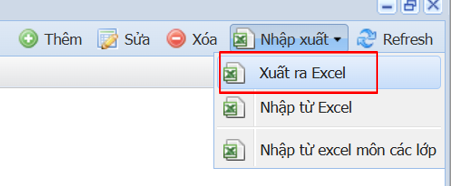 Thêm Sửa Xóa Nhập xuất Refresh
Xuất ra Excel
Nhập từ Excel
Nhập từ excel môn các lớp